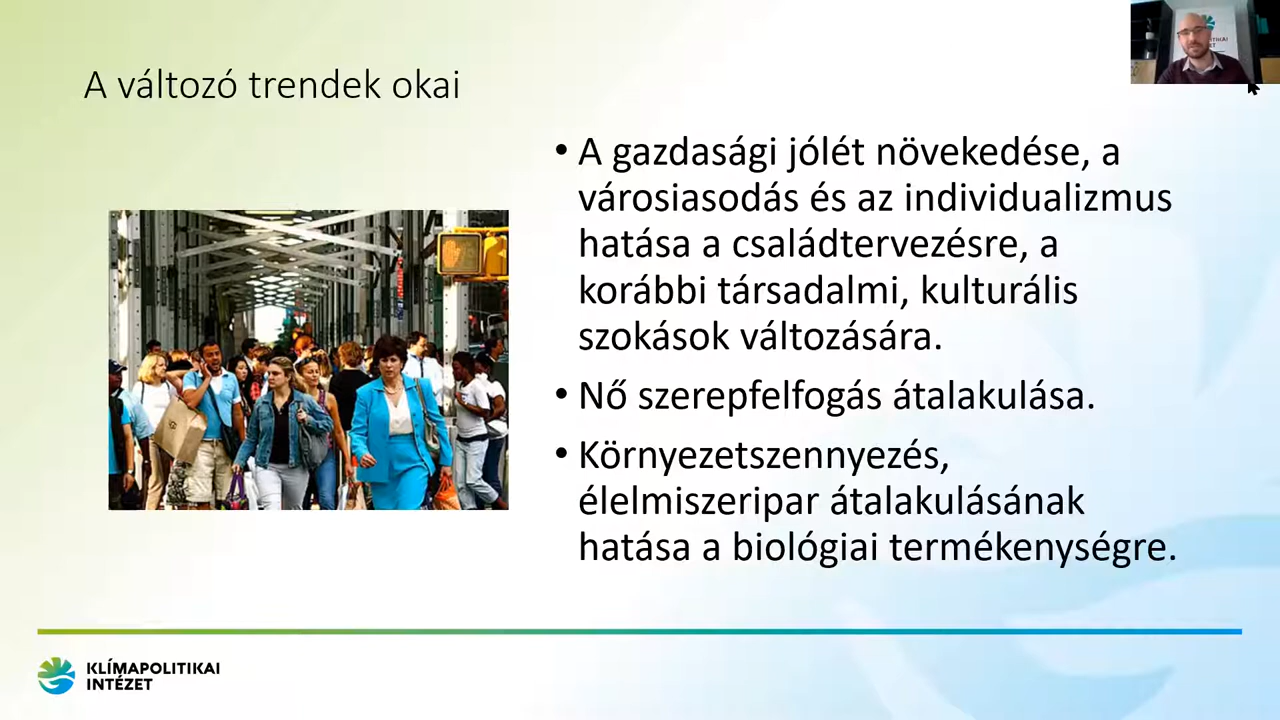 A változó trendek okai
• A gazdasági jólét növekedése, a
városiasodás és az individualizmus
hatása a családtervezésre, a
korábbi társadalmi, kulturális
szokások változására.
• Nő szerepfelfogás átalakulása.
• Környezetszennyezés,
élelmiszeripar átalakulásának
hatása a biológiai termékenységre.
KLÍMAPOLITIKAI
INTÉZET